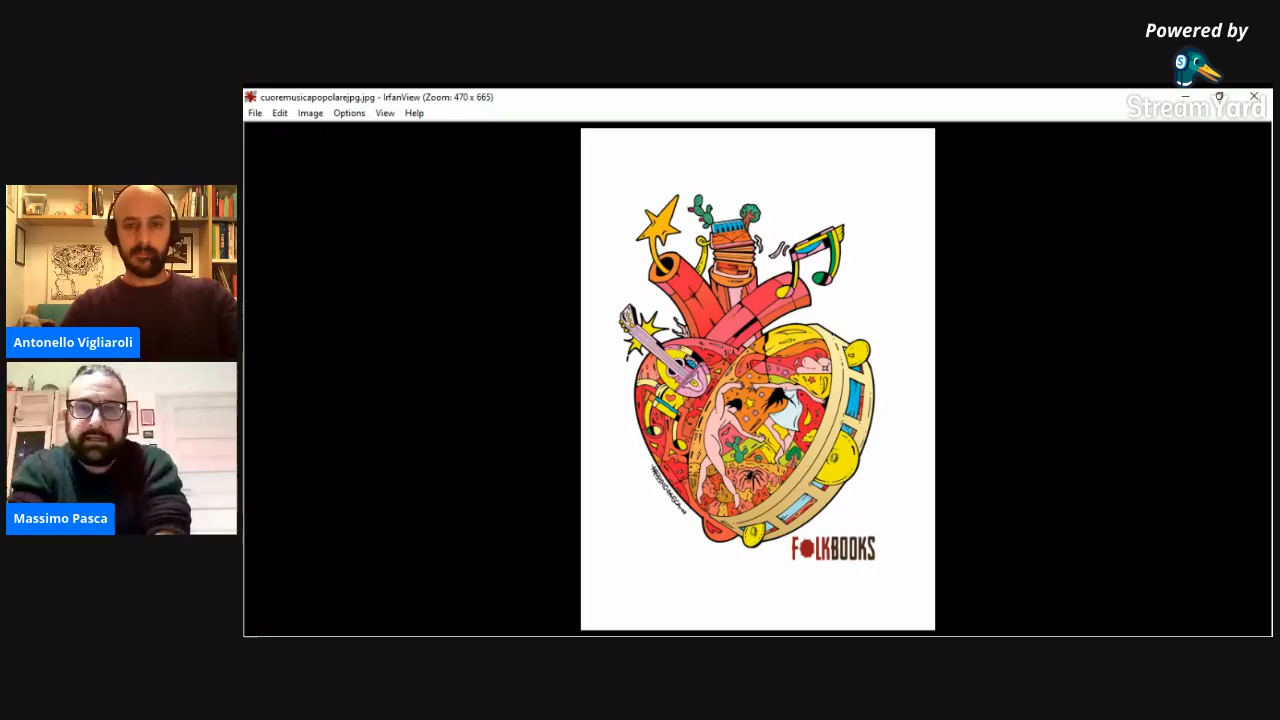 Powered by
StreamYard
cuoremusicapopolarejpg.jpg - IrfanView (Zoom: 470 x 665)
File Edit Image Options View Help
Antonello Vigliaroli
Massimo Pasca
FOLKBOOKS